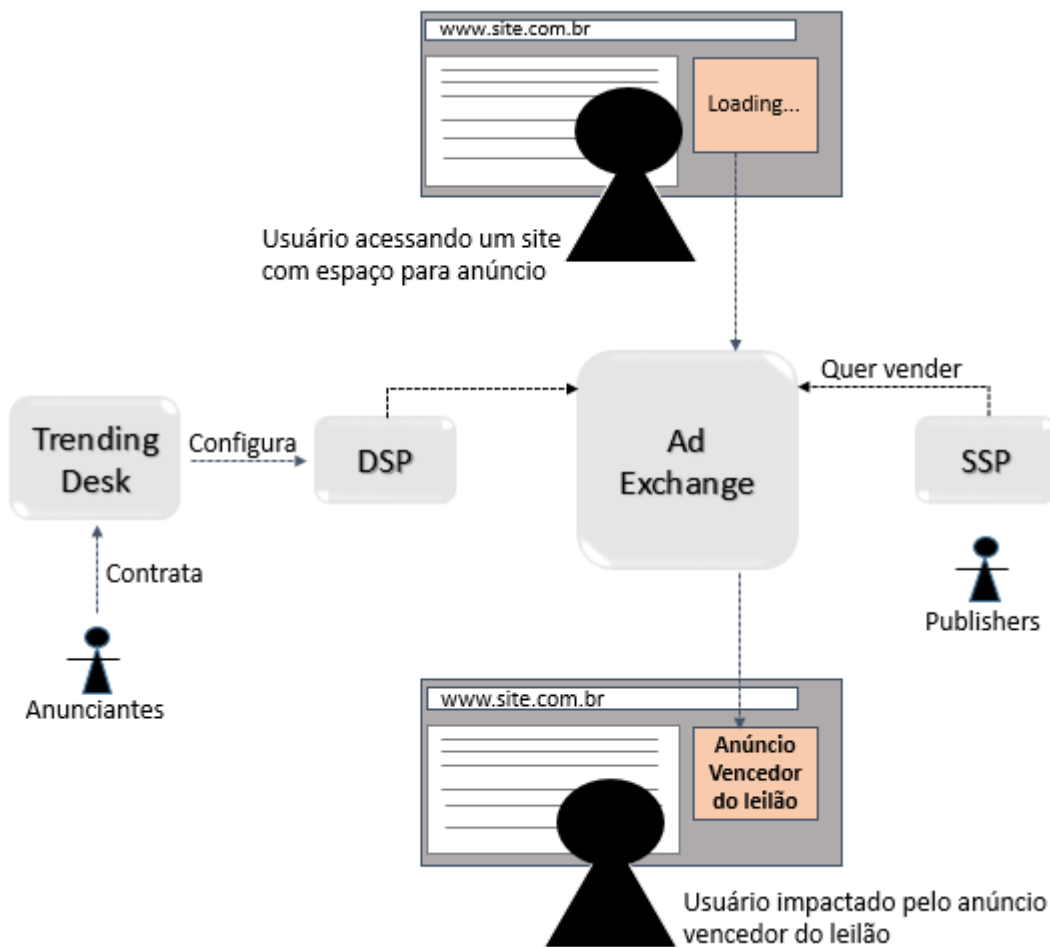 www.site.com.br
Loading...
Usuário acessando um site
com espaço para anúncio
Quer vender
Trending
Desk
Configura
DSP
Ad
Exchange
SSP
Contrata
Publishers
Anunciantes
www.site.com.br
Anúncio
Vencedor
do leilão
Usuário impactado pelo anúncio
vencedor do leilão